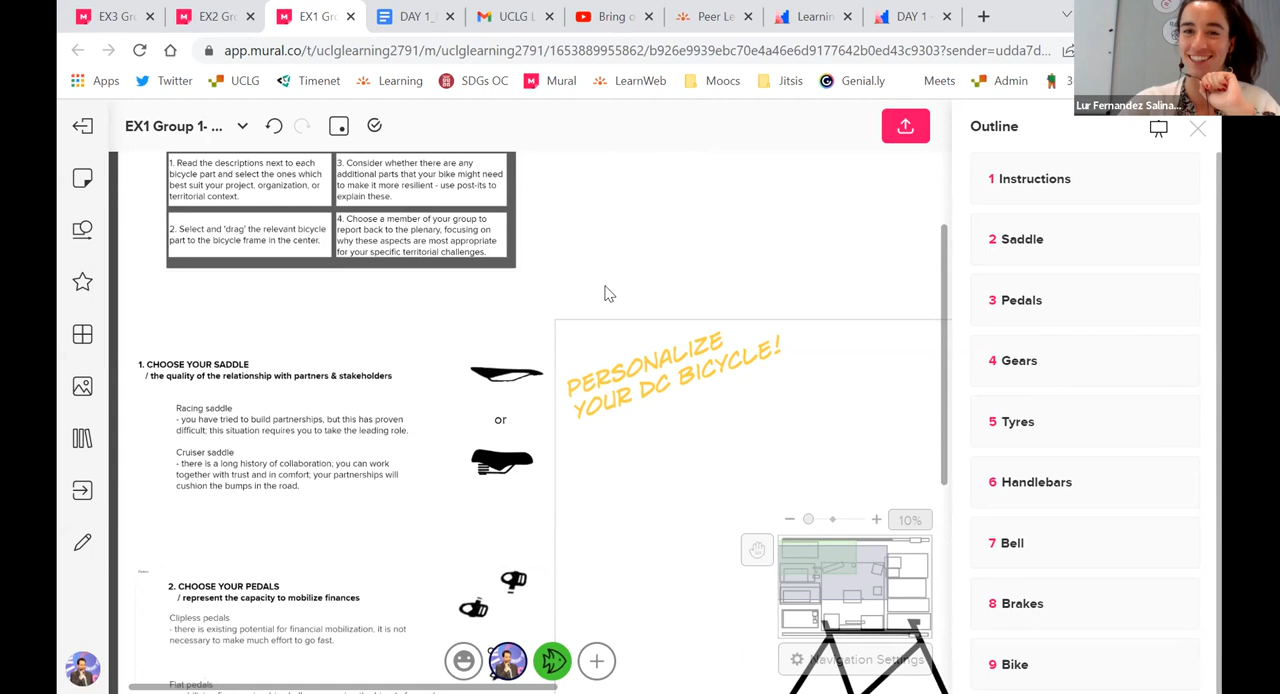 EX3 Gr
EX2 Gr
EX1 Gr
DAY 1_
UCLG L
Bring o
Peer Le
Learnin
DAY 1 -
app.mural.co/t/uclglearning2791/m/uclglearning2791/1653889955862/b926e9939ebc70e4a46e6d9177642b0ed43c9303?sender=udda7d...
Apps
Twitter
UCLG
Timenet
Learning
SDGs OC
Mural
LearnWeb
Moocs
Jitsis
Genial.ly
Meets
Admin
Lur Fernandez Salina...
EX1 Group 1- ...
1. Read the descriptions next to each
bicycle part and select the ones which
best suit your project, organization, or
territorial context.
3. Consider whether there are any
additional parts that your bike might need
to make it more resilient - use post-its to
explain these.
2. Select and 'drag' the relevant bicycle
part to the bicycle frame in the center.
4. Choose a member of your group to
report back to the plenary, focusing on
why these aspects are most appropriate
for your specific territorial challenges.
1. CHOOSE YOUR SADDLE
/ the quality of the relationship with partners & stakeholders
Racing saddle
- you have tried to build partnerships, but this has proven
difficult; this situation requires you to take the leading role.
or
Cruiser saddle
- there is a long history of collaboration; you can work
together with trust and in comfort; your partnerships will
cushion the bumps in the road.
PERSONALIZE
YOUR DC BICYCLE!
2. CHOOSE YOUR PEDALS
/ represent the capacity to mobilize finances
Clipless pedals
- there is existing potential for financial mobilization, it is not
necessary to make much effort to go fast.
Flat pedals
10%
Navigation Settings
Outline
1 Instructions
2 Saddle
3 Pedals
4 Gears
5 Tyres
6 Handlebars
7 Bell
8 Brakes
9 Bike